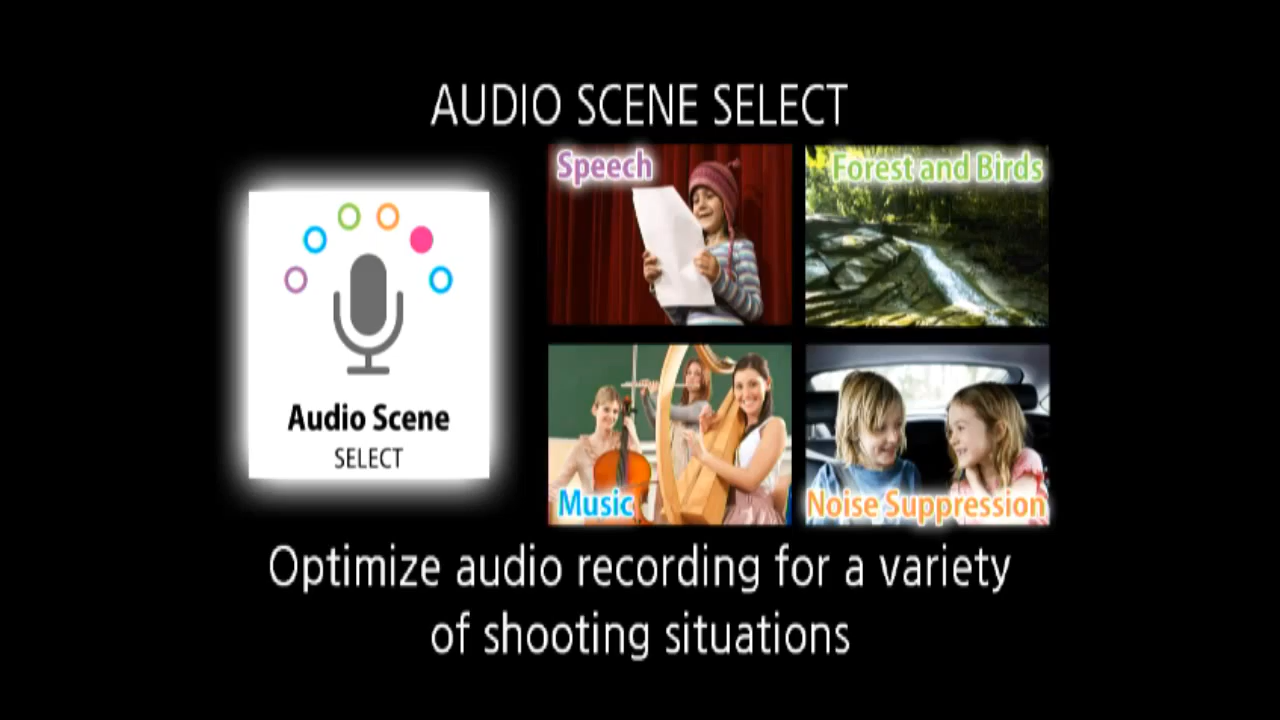 AUDIO SCENE SELECT
Speech
Forest and Birds
Audio Scene
SELECT
Music
Noise Suppression
Optimize audio recording for a variety
of shooting situations